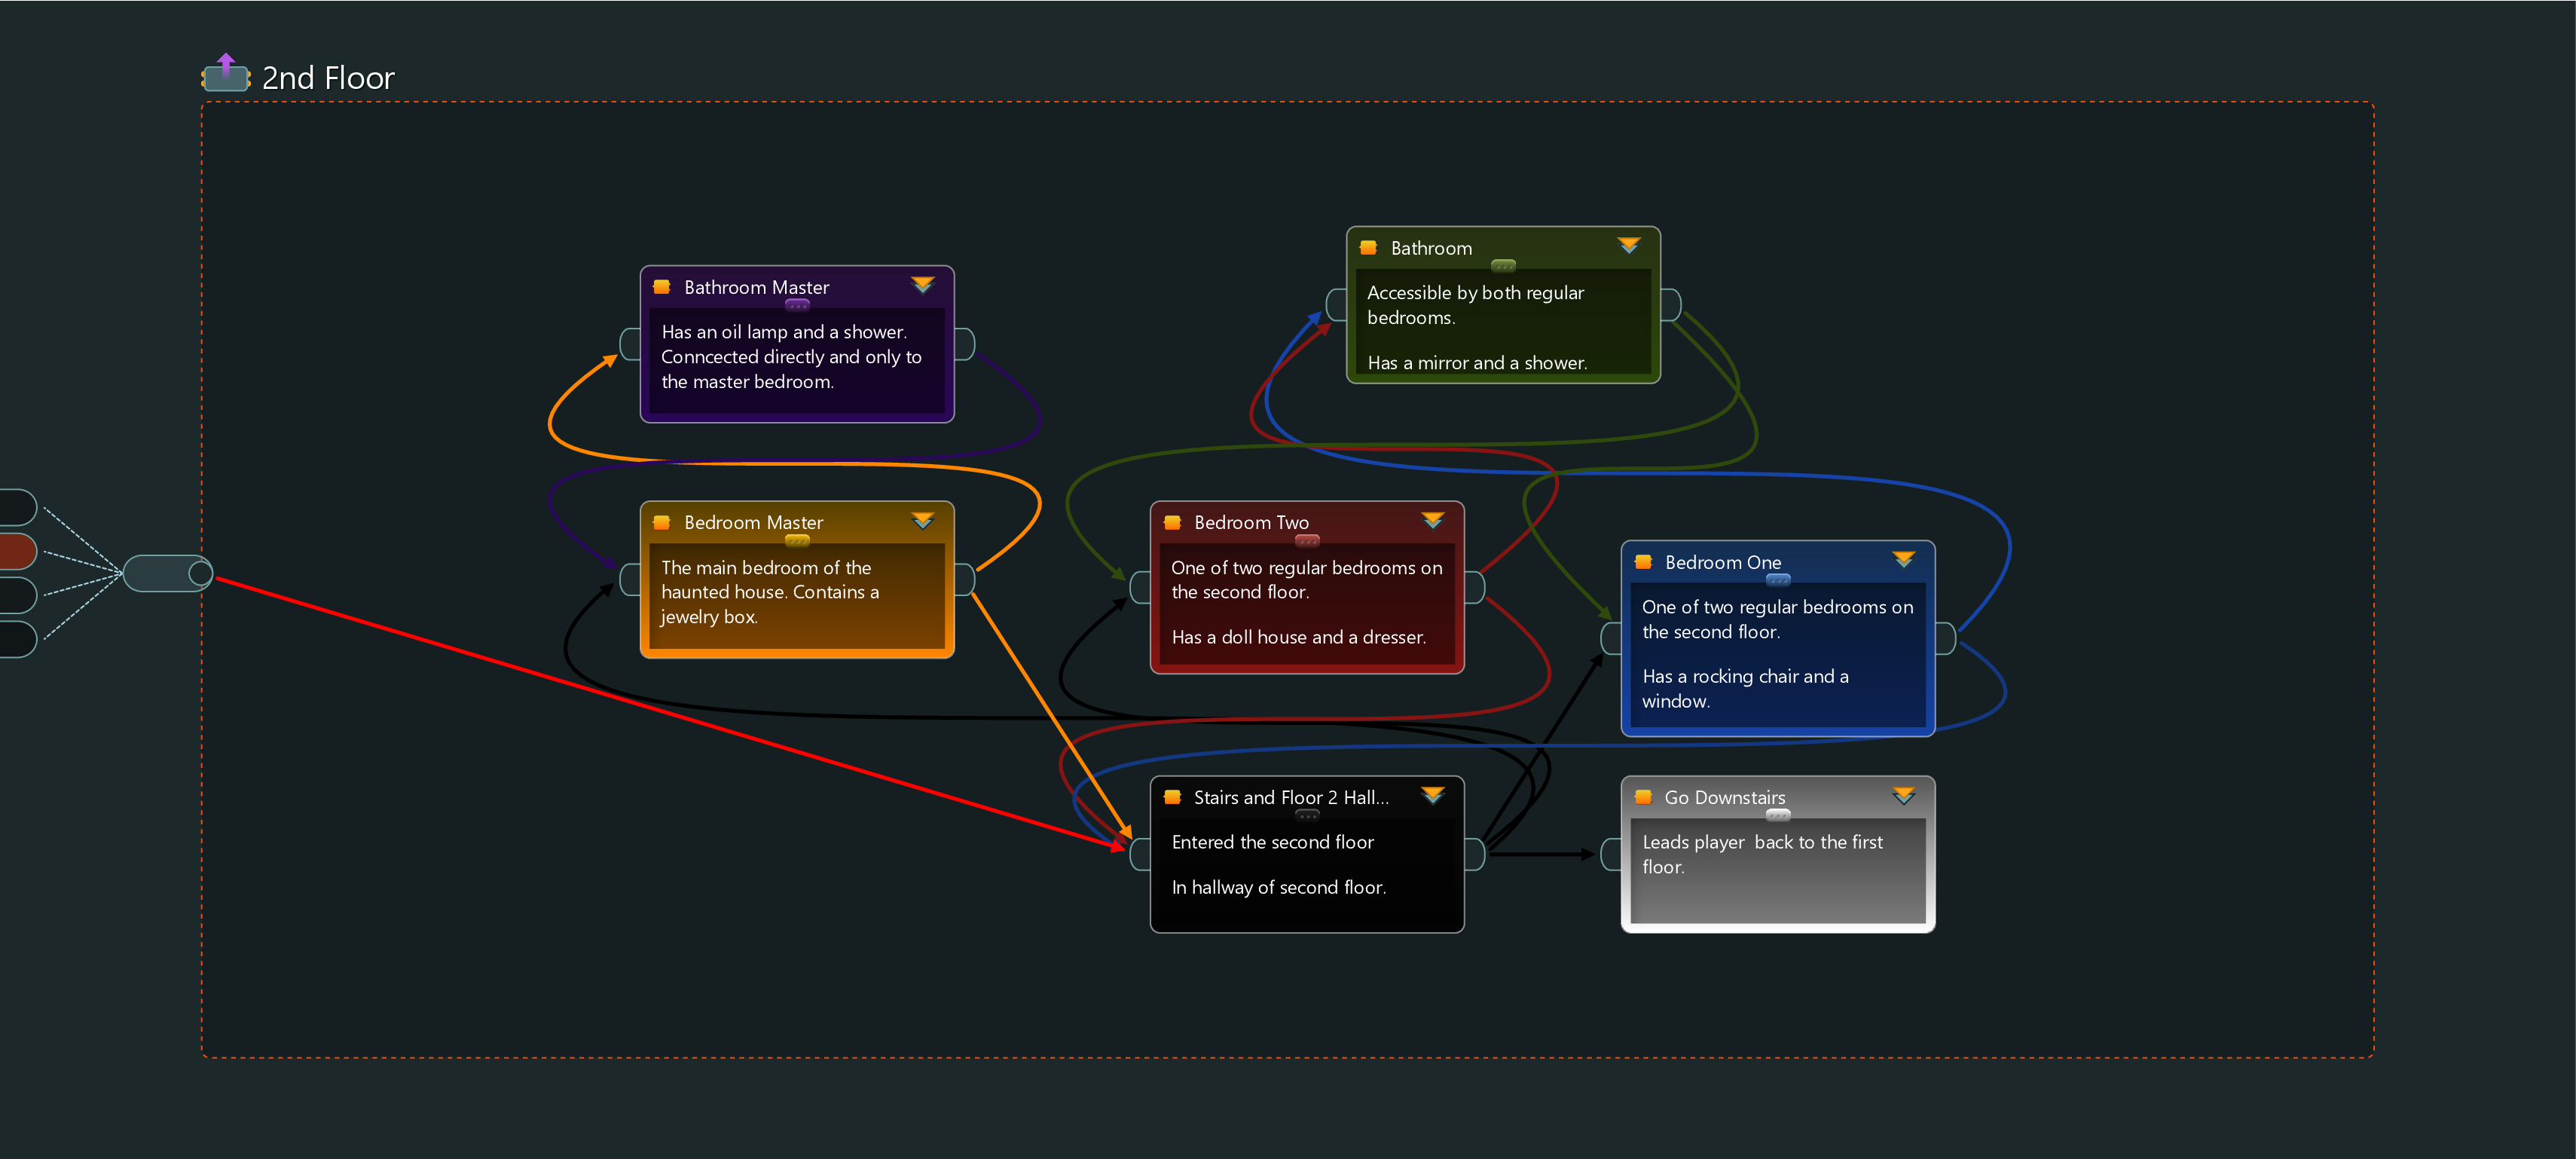 2nd Floor
Bathroom
Accessible by both regular
bedrooms.
Has a mirror and a shower.
Bathroom Master
Has an oil lamp and a shower.
Conncected directly and only to
the master bedroom.
Bedroom Master
The main bedroom of the
haunted house. Contains a
jewelry box.
Bedroom Two
One of two regular bedrooms on
the second floor.
Has a doll house and a dresser.
Bedroom One
One of two regular bedrooms on
the second floor.
Has a rocking chair and a
window.
Stairs and Floor 2 Hall...
Entered the second floor
In hallway of second floor.
Go Downstairs
Leads player  back to the first
floor.